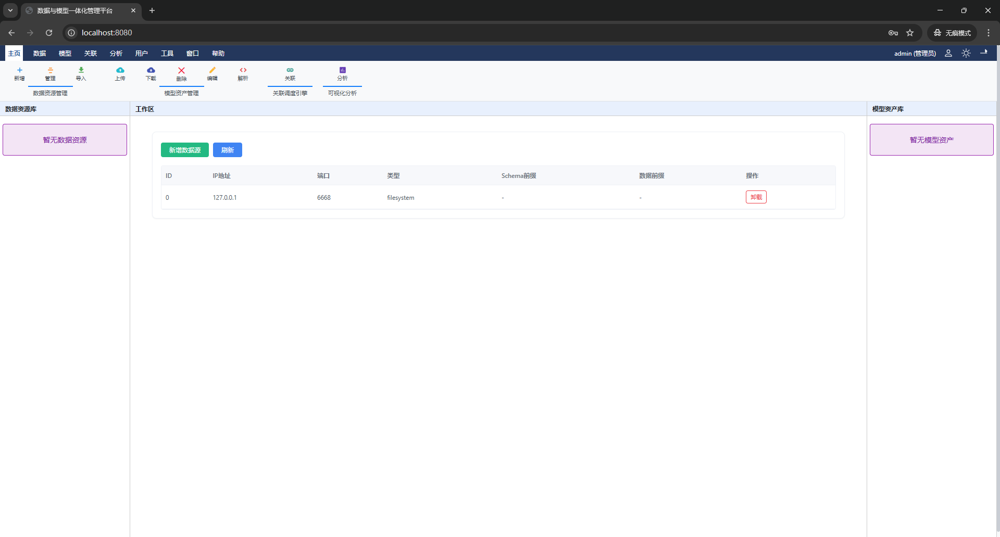 数据与模型一体化管理平台
localhost:8080
无痕模式
主页 数据 模型 关联 分析 用户 工具 窗口 帮助 admin (管理员)
新增 管理 导入 上传 下载 删除 编辑 解析 关联 分析
数据资源管理 模型资产管理 关联调度引擎 可视化分析
数据资源库 工作区 模型资产库
暂无数据资源 暂无模型资产
新增数据源 刷新
ID IP地址 端口 类型 Schema前缀 数据前缀 操作
0 127.0.0.1 6668 filesystem - - 卸载